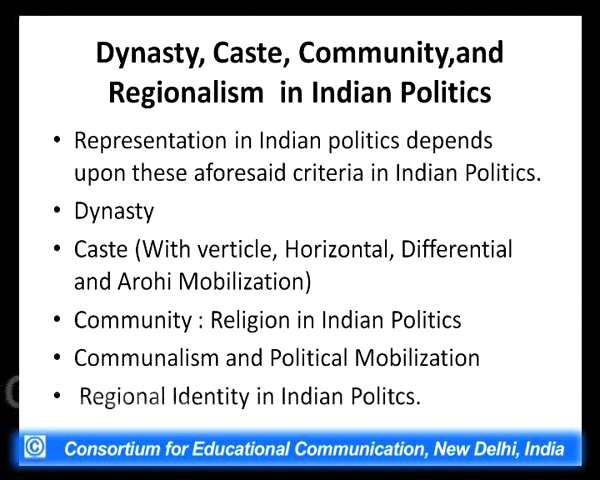 Dynasty, Caste, Community,and
Regionalism in Indian Politics
• Representation in Indian politics depends
upon these aforesaid criteria in Indian Politics.
• Dynasty
• Caste (With verticle, Horizontal, Differential
and Arohi Mobilization)
• Community : Religion in Indian Politics
• Communalism and Political Mobilization
• Regional Identity in Indian Politcs.
© Consortium for Educational Communication, New Delhi, India